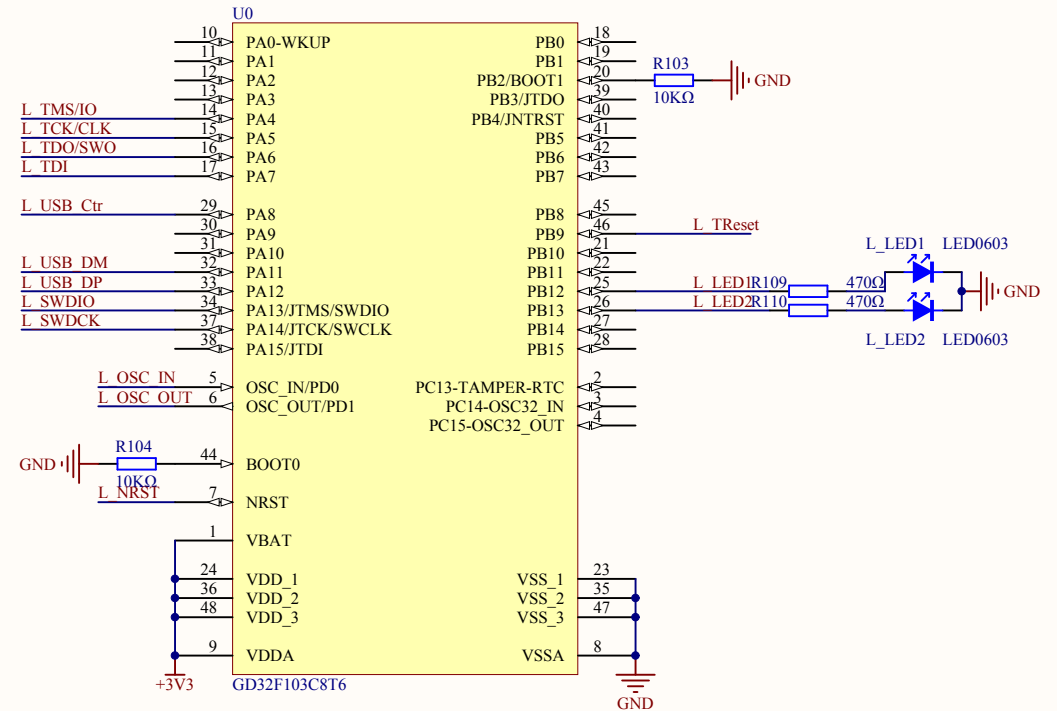 U0
10 PA0-WKUP PB0 18
11 PA1 PB1 19
12 PA2 PB2/BOOT1 20 R103 10KΩ GND
13 PA3 PB3/JTDO 39
L_TMS/IO 14 PA4 PB4/JNTRST 40
L_TCK/CLK 15 PA5 PB5 41
L_TDO/SWO 16 PA6 PB6 42
L_TDI 17 PA7 PB7 43
L_USB_Ctr 29 PA8 PB8 45
30 PA9 PB9 46 L_TReset
31 PA10 PB10 21
L_USB_DM 32 PA11 PB11 22 L_LED1 LED0603
L_USB_DP 33 PA12 PB12 25 L_LED1 R109 470Ω GND
L_SWDIO 34 PA13/JTMS/SWDIO PB13 26 L_LED2 R110 470Ω
L_SWDCK 37 PA14/JTCK/SWCLK PB14 27 L_LED2 LED0603
38 PA15/JTDI PB15 28
L_OSC_IN 5 OSC_IN/PD0 PC13-TAMPER-RTC 2
L_OSC_OUT 6 OSC_OUT/PD1 PC14-OSC32_IN 3
PC15-OSC32_OUT 4
R104
GND 44 BOOT0
10KΩ
L_NRST 7 NRST
1 VBAT
24 VDD_1 VSS_1 23
36 VDD_2 VSS_2 35
48 VDD_3 VSS_3 47
9 VDDA VSSA 8
+3V3 GD32F103C8T6
GND